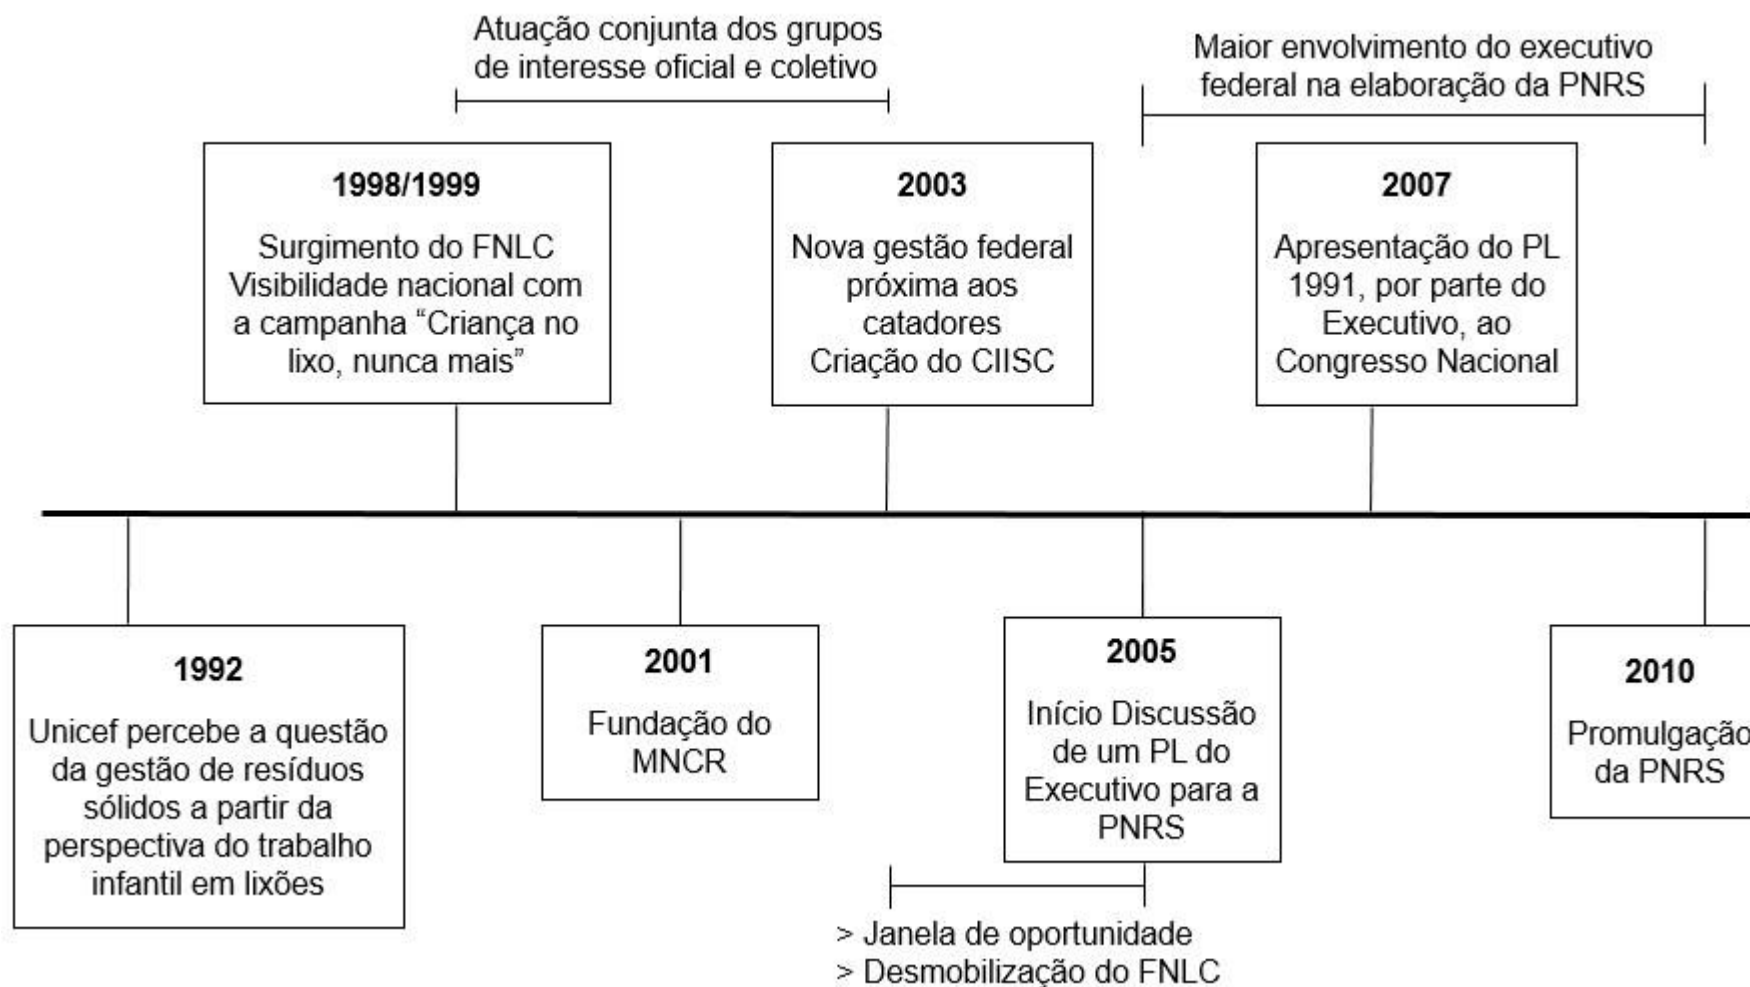 Atuação conjunta dos grupos
de interesse oficial e coletivo
Maior envolvimento do executivo
federal na elaboração da PNRS
1998/1999
Surgimento do FNLC
Visibilidade nacional com
a campanha “Criança no
lixo, nunca mais”
2003
Nova gestão federal
próxima aos
catadores
Criação do CIISC
2007
Apresentação do PL
1991, por parte do
Executivo, ao
Congresso Nacional
1992
Unicef percebe a questão
da gestão de resíduos
sólidos a partir da
perspectiva do trabalho
infantil em lixões
2001
Fundação do
MNCR
2005
Início Discussão
de um PL do
Executivo para a
PNRS
2010
Promulgação
da PNRS
> Janela de oportunidade
> Desmobilização do FNLC